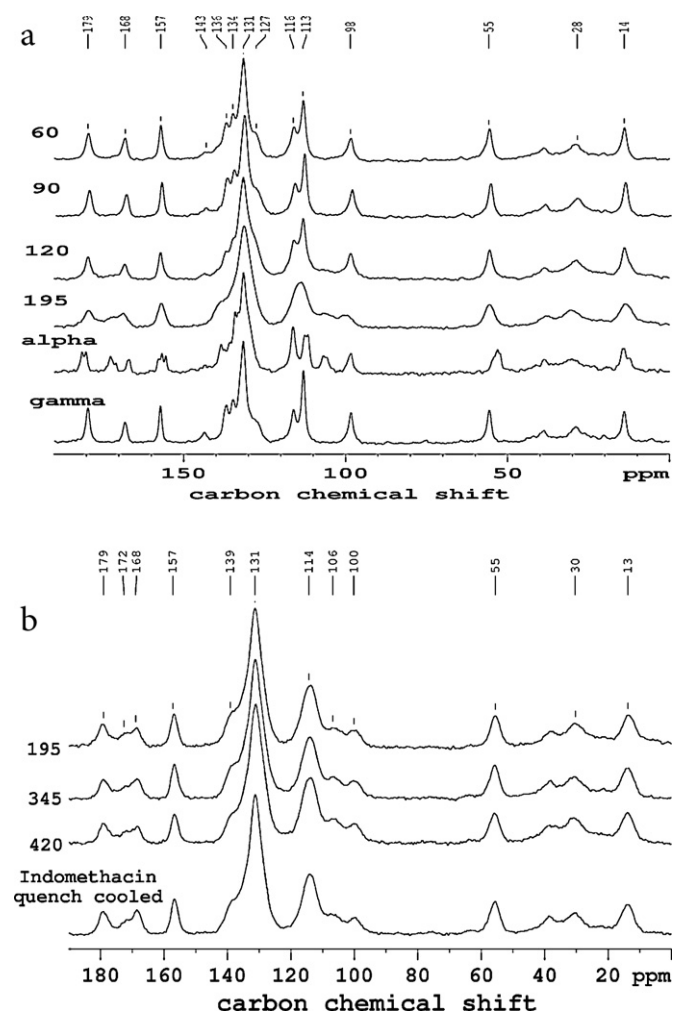 a
179 168 157 143 136 134 131 127 116 113 98 55 28 14
60
90
120
195
alpha
gamma
150 100 50 ppm
carbon chemical shift
179 172 168 157 139 131 114 106 100 55 30 13
b
195
345
420
Indomethacin
quench cooled
180 160 140 120 100 80 60 40 20 ppm
carbon chemical shift